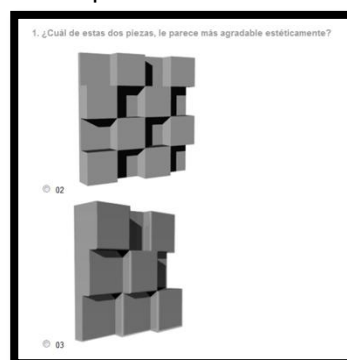 1. ¿Cuál de estas dos piezas, le parece más agradable estéticamente?
02
03